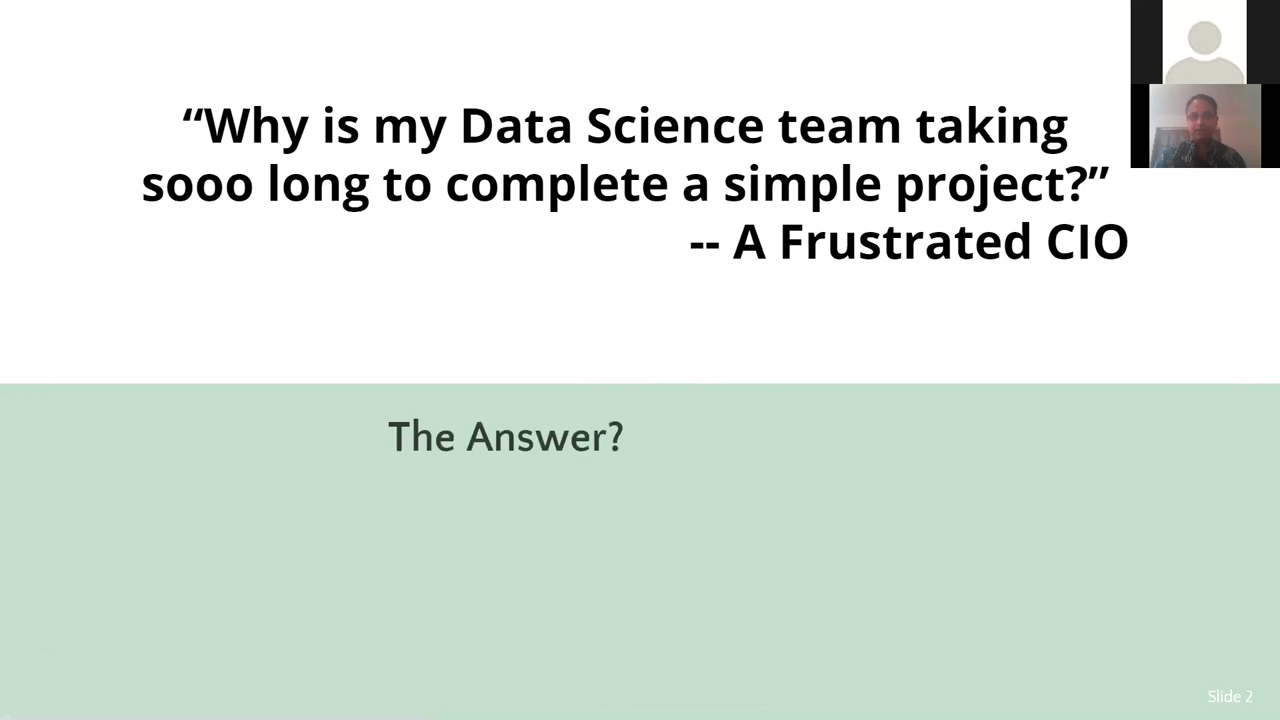 “Why is my Data Science team taking
sooo long to complete a simple project?”
-- A Frustrated CIO
The Answer?
Slide 2